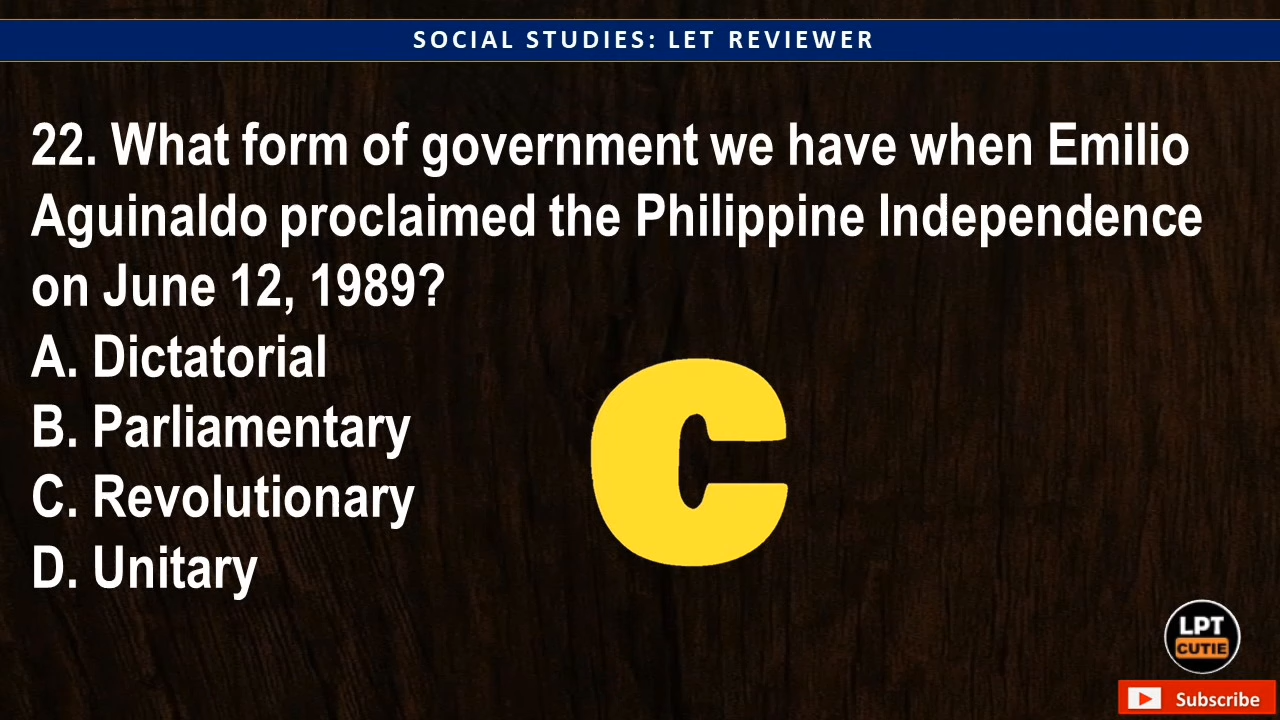 SOCIAL STUDIES: LET REVIEWER
22. What form of government we have when Emilio
Aguinaldo proclaimed the Philippine Independence
on June 12, 1989?
A. Dictatorial
B. Parliamentary
C. Revolutionary
D. Unitary
C
LPT
CUTIE
Subscribe